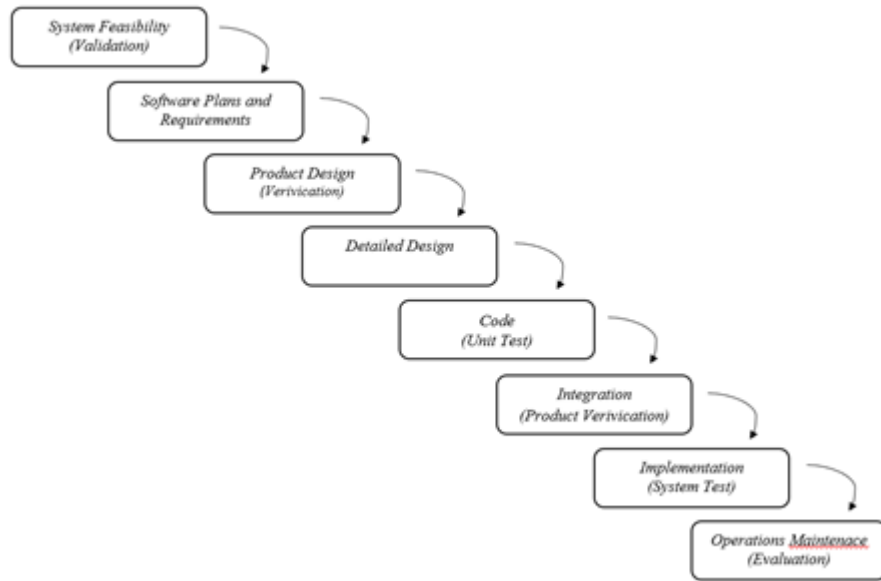 System Feasibility
(Validation)
Software Plans and
Requirements
Product Design
(Verivication)
Detailed Design
Code
(Unit Test)
Integration
(Product Verivication)
Implementation
(System Test)
Operations Maintenace
(Evaluation)